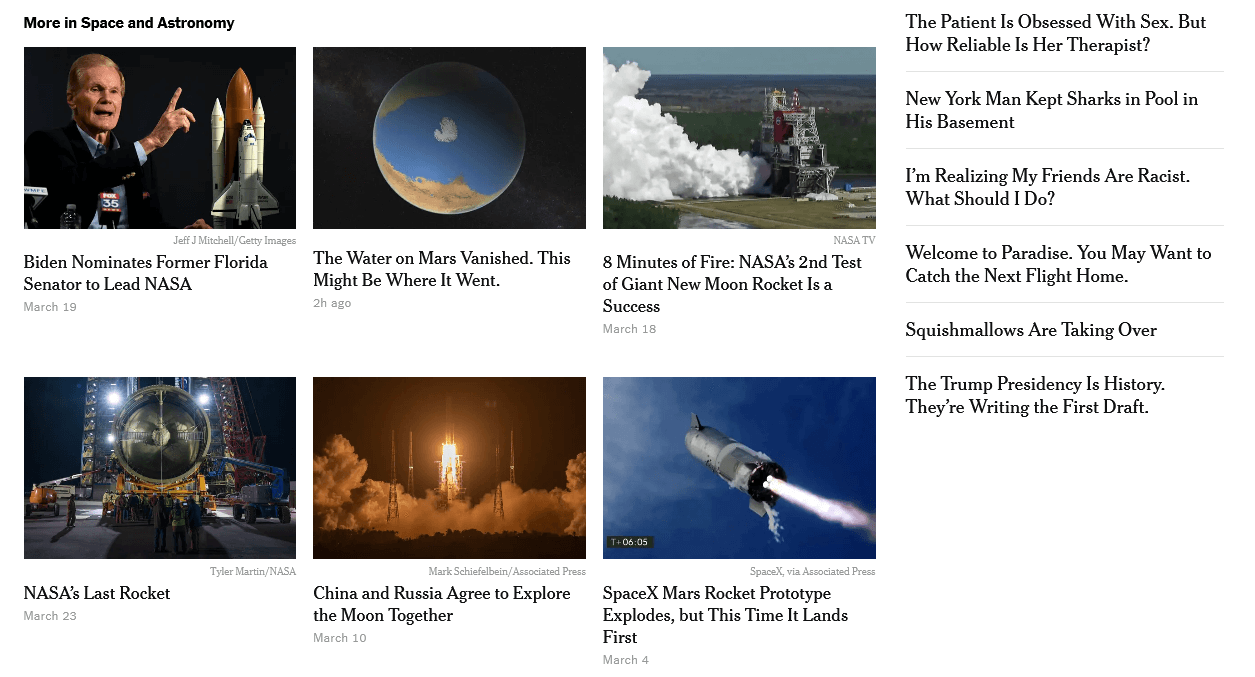 More in Space and Astronomy
WMFE
FOX
35
Jeff J Mitchell/Getty Images
Biden Nominates Former Florida
Senator to Lead NASA
March 19
The Water on Mars Vanished. This
Might Be Where It Went.
2h ago
NASA TV
8 Minutes of Fire: NASA’s 2nd Test
of Giant New Moon Rocket Is a
Success
March 18
Tyler Martin/NASA
NASA’s Last Rocket
March 23
Mark Schiefelbein/Associated Press
China and Russia Agree to Explore
the Moon Together
March 10
T+06:05
SpaceX, via Associated Press
SpaceX Mars Rocket Prototype
Explodes, but This Time It Lands
First
March 4
The Patient Is Obsessed With Sex. But
How Reliable Is Her Therapist?
New York Man Kept Sharks in Pool in
His Basement
I’m Realizing My Friends Are Racist.
What Should I Do?
Welcome to Paradise. You May Want to
Catch the Next Flight Home.
Squishmallows Are Taking Over
The Trump Presidency Is History.
They’re Writing the First Draft.